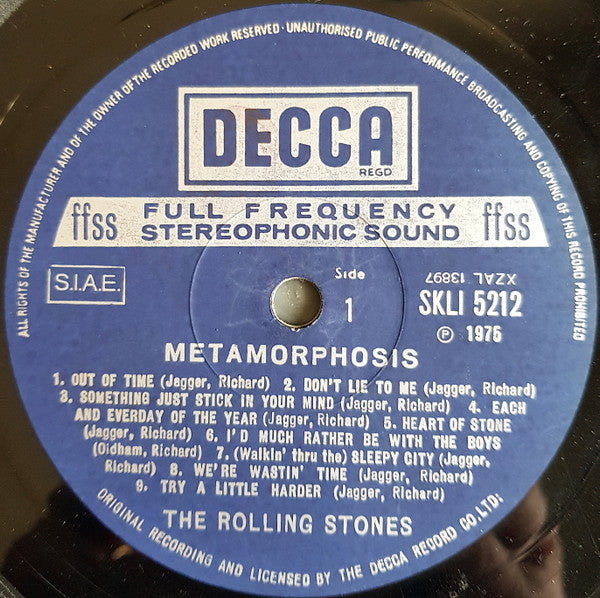 ALL RIGHTS OF THE MANUFACTURER AND OF THE OWNER OF THE RECORDED WORK RESERVED · UNAUTHORISED PUBLIC PERFORMANCE BROADCASTING AND COPYING OF THIS RECORD PROHIBITED
DECCA
REGD
ffss FULL FREQUENCY STEREOPHONIC SOUND ffss
S.I.A.E.
Side
1
XZAL 13897
SKLI 5212
℗ 1975
METAMORPHOSIS
1. OUT OF TIME (Jagger, Richard) 2. DON'T LIE TO ME (Jagger, Richard)
3. SOMETHING JUST STICK IN YOUR MIND (Jagger, Richard) 4. EACH
AND EVERDAY OF THE YEAR (Jagger, Richard) 5. HEART OF STONE
(Jagger, Richard) 6. I'D MUCH RATHER BE WITH THE BOYS
(Oldham, Richard) 7. (Walkin' thru the) SLEEPY CITY (Jagger,
Richard) 8. WE'RE WASTIN' TIME (Jagger, Richard)
9. TRY A LITTLE HARDER (Jagger, Richard)
THE ROLLING STONES
ORIGINAL RECORDING AND LICENSED BY THE DECCA RECORD CO.LTD: